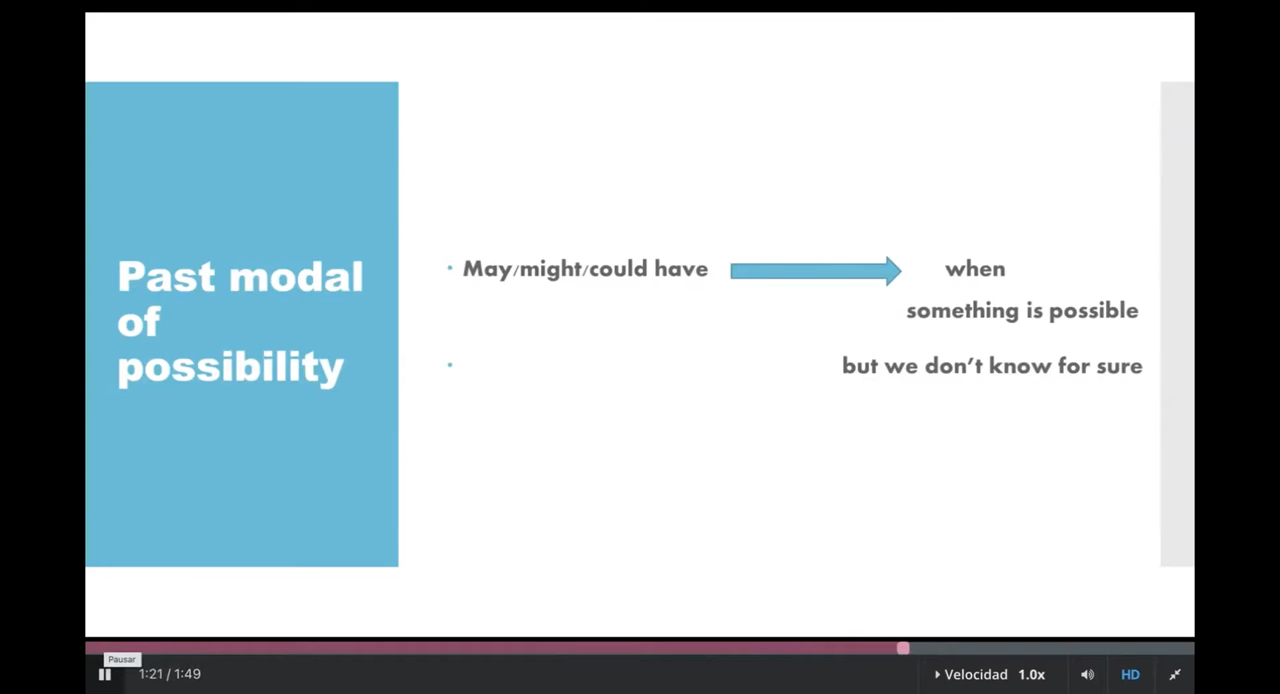 Past modal
of
possibility
• May/might/could have when
something is possible
• but we don't know for sure
Pausar
1:21 / 1:49
Velocidad 1.0x
HD